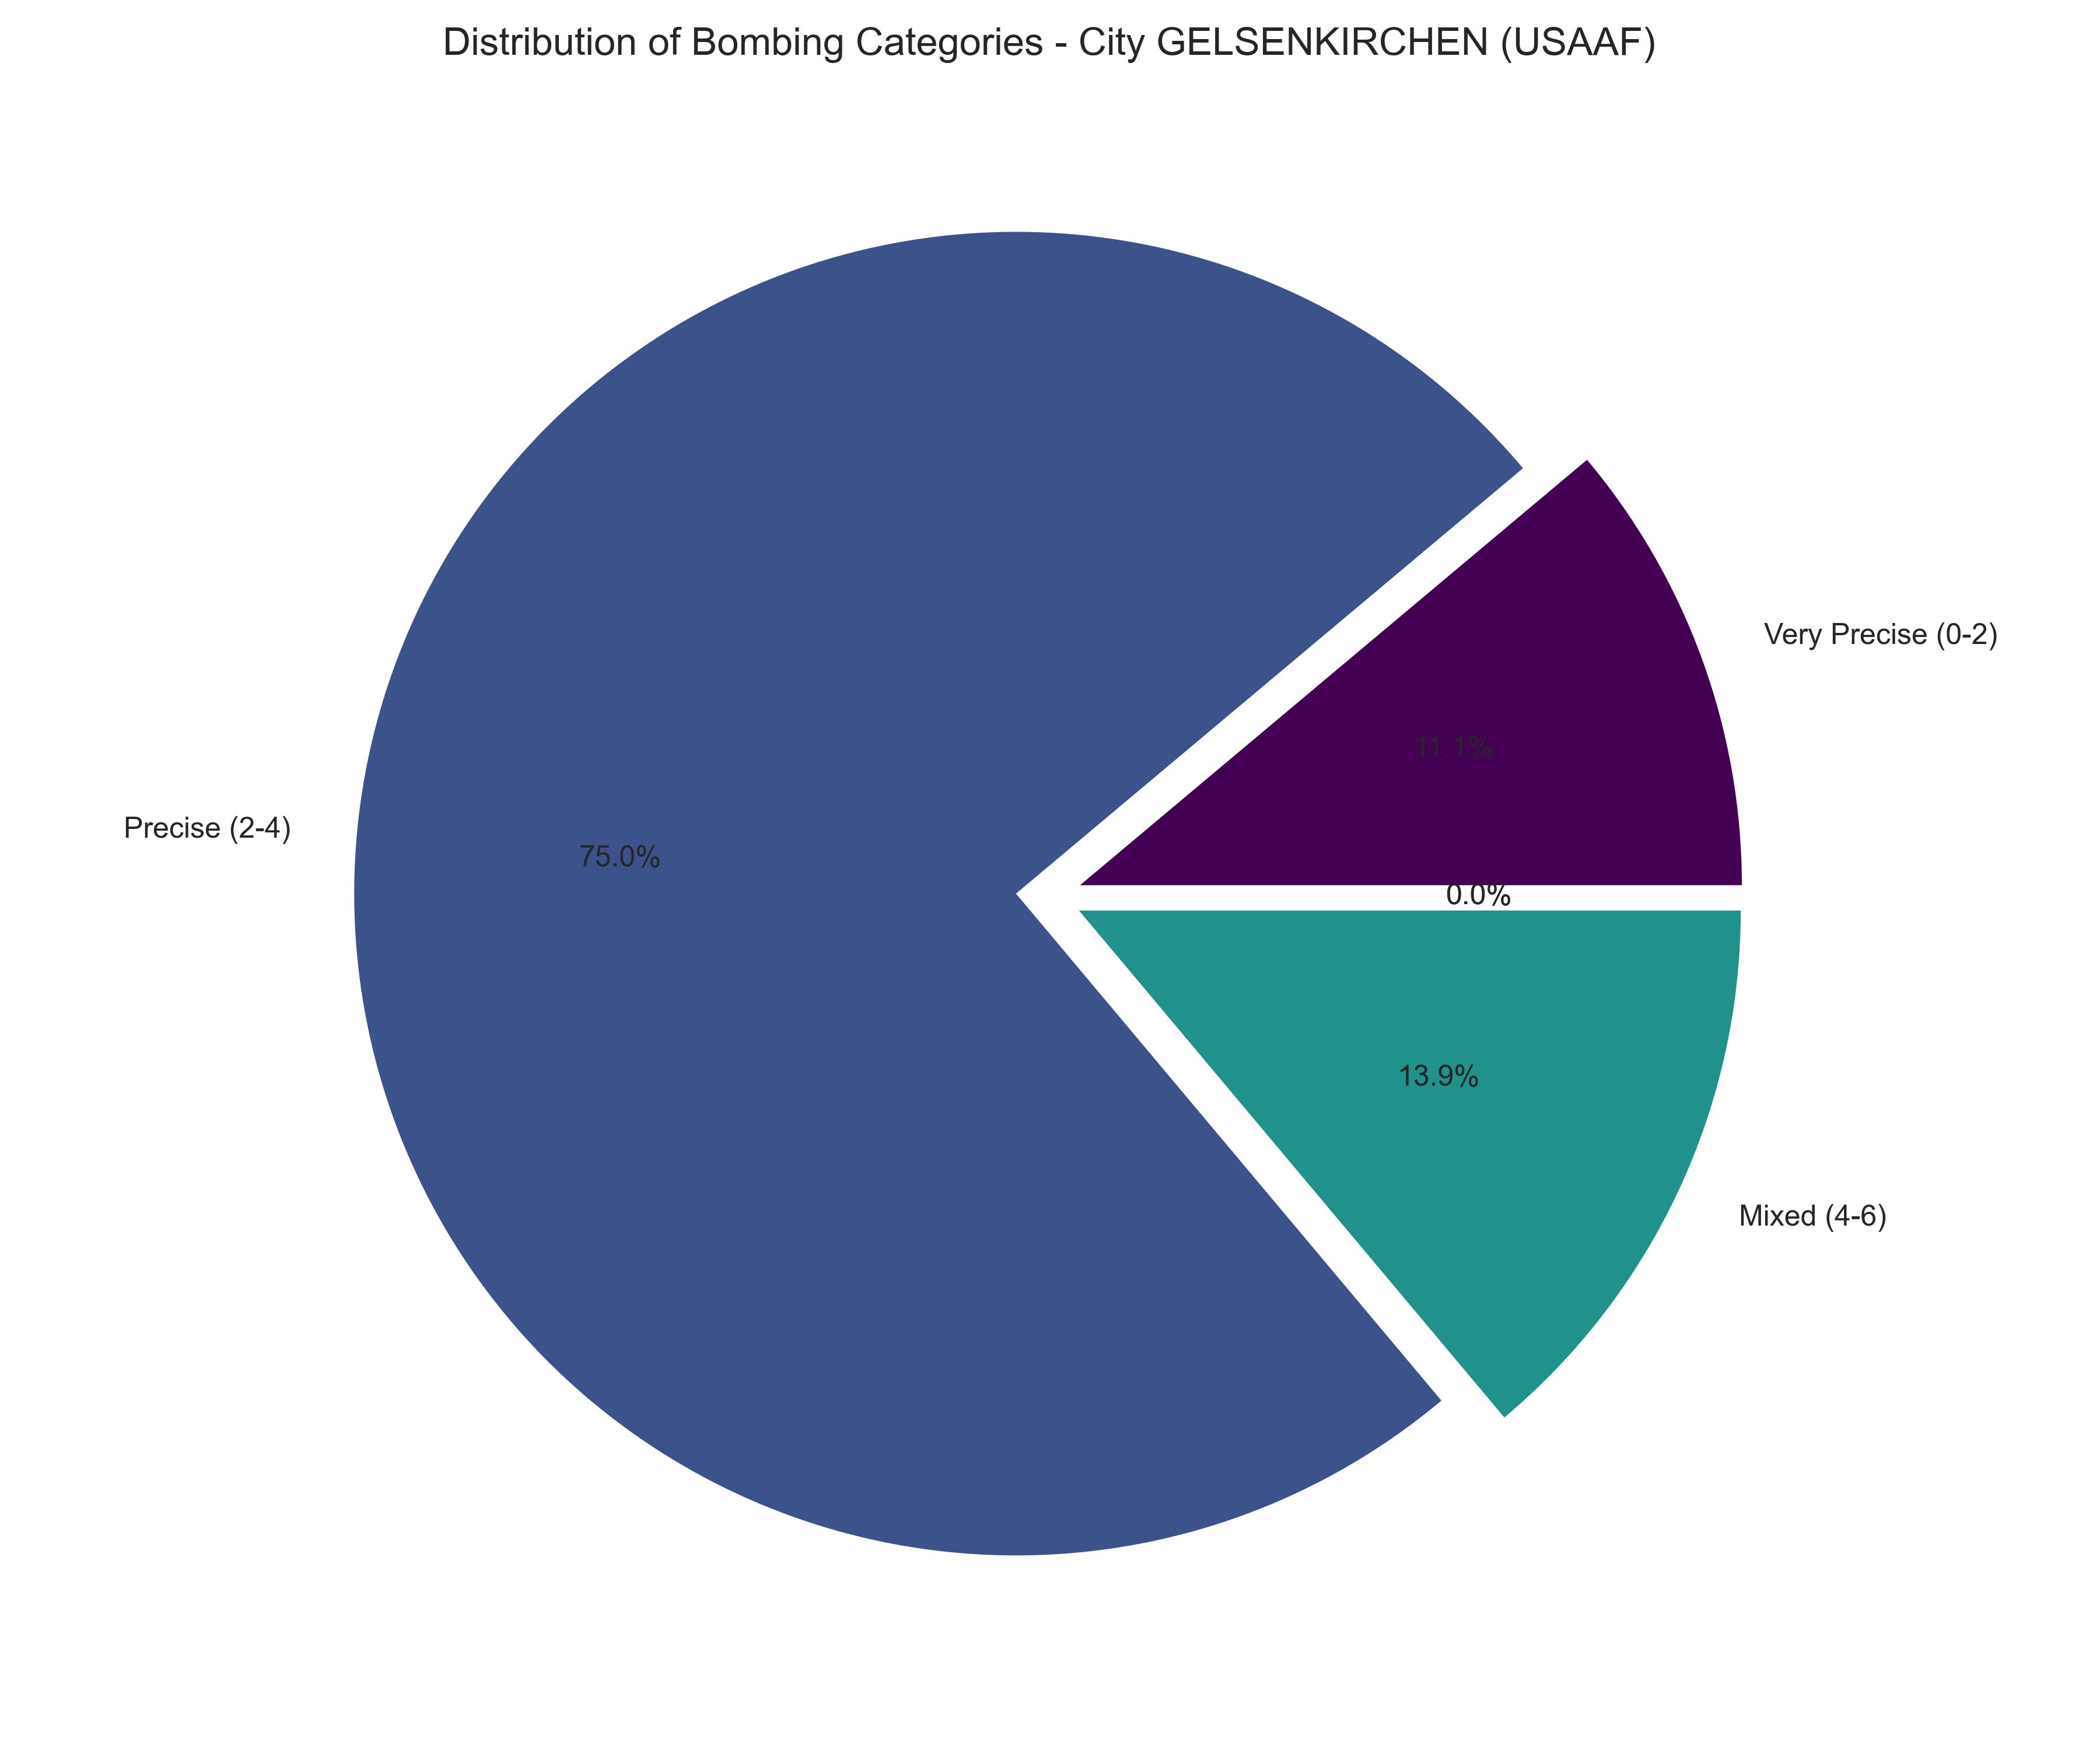 Distribution of Bombing Categories - City GELSENKIRCHEN (USAAF)
Very Precise (0-2)
11.1%
Precise (2-4)
75.0%
0.0%
13.9%
Mixed (4-6)